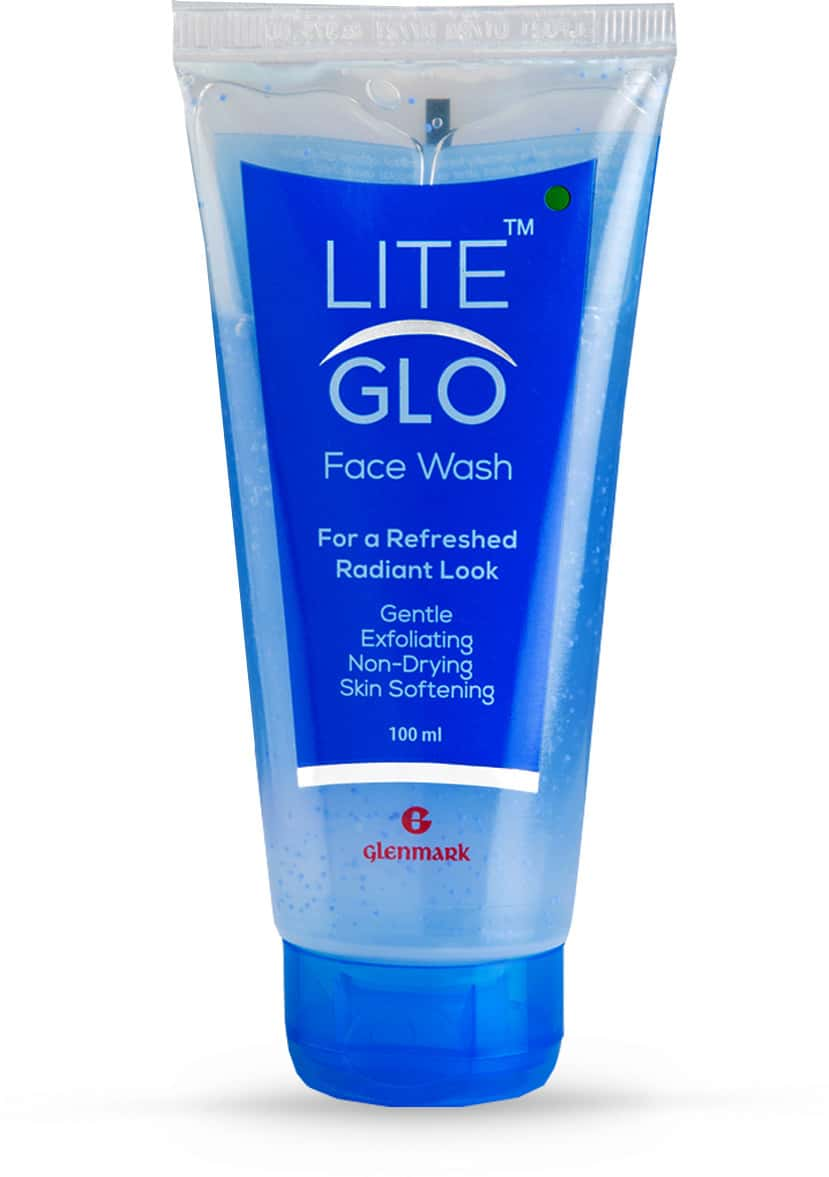 LITE™
GLO
Face Wash
For a Refreshed
Radiant Look
Gentle
Exfoliating
Non-Drying
Skin Softening
100 ml
G
GLENMARK